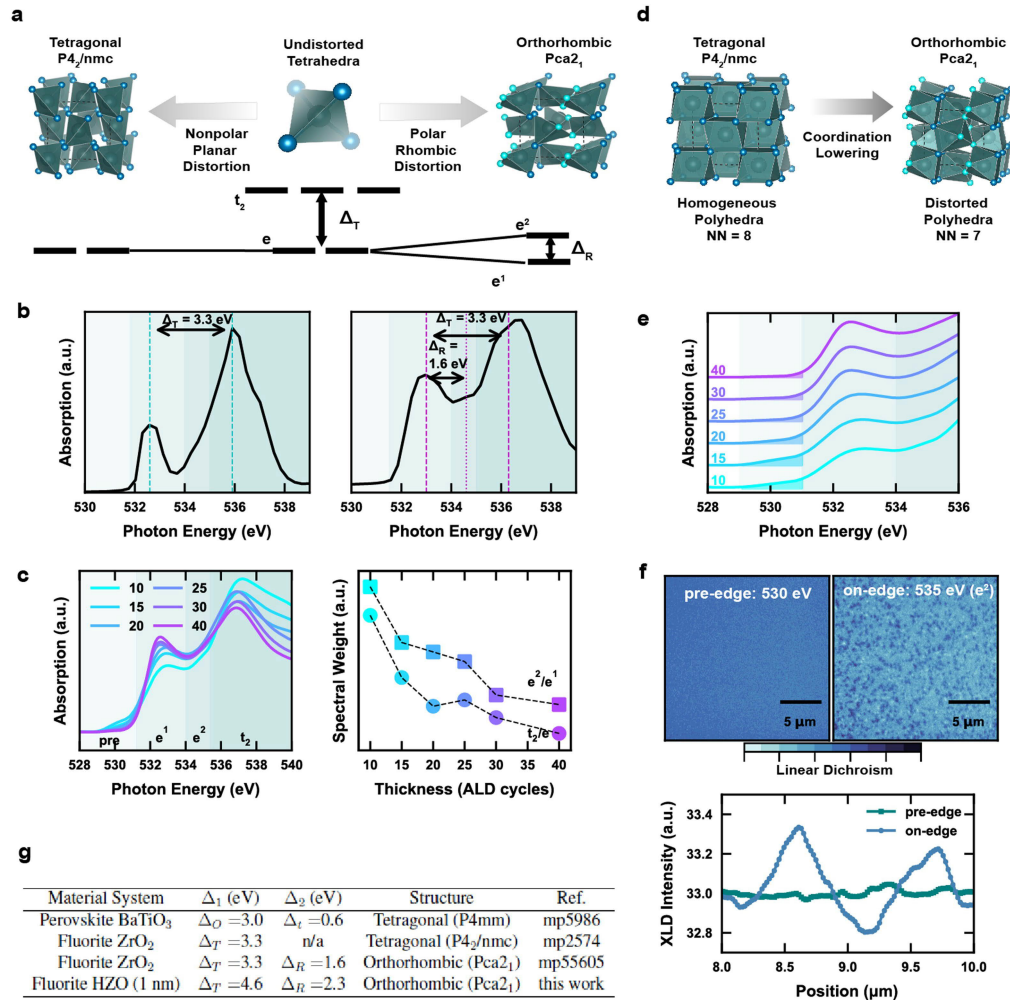 a
Tetragonal
P4₂/nmc
Undistorted
Tetrahedra
Orthorhombic
Pca2₁
Nonpolar
Planar
Distortion
Polar
Rhombic
Distortion
t₂
Δ_T
e
e²
Δ_R
e¹
d
Tetragonal
P4₂/nmc
Orthorhombic
Pca2₁
Coordination
Lowering
Homogeneous
Polyhedra
NN = 8
Distorted
Polyhedra
NN = 7
b
Absorption (a.u.)
Δ_T = 3.3 eV
530 532 534 536 538
Photon Energy (eV)
Δ_T = 3.3 eV
Δ_R =
1.6 eV
530 532 534 536 538
Photon Energy (eV)
e
Absorption (a.u.)
40
30
25
20
15
10
528 530 532 534 536
Photon Energy (eV)
c
Absorption (a.u.)
10 25
15 30
20 40
pre e¹ e² t₂
528 530 532 534 536 538 540
Photon Energy (eV)
Spectral Weight
e²/e¹
t₂/e
10 15 20 25 30 35 40
Thickness (ALD cycles)
f
pre-edge: 530 eV
on-edge: 535 eV (e²)
5 µm
5 µm
Linear Dichroism
XLD Intensity (a.u.)
33.4
33.2
33.0
32.8
pre-edge
on-edge
8.0 8.5 9.0 9.5 10.0
Position (µm)
g
Material System Δ₁ (eV) Δ₂ (eV) Structure Ref.
Perovskite BaTiO₃ Δ_O =3.0 Δ_t =0.6 Tetragonal (P4mm) mp5986
Fluorite ZrO₂ Δ_T =3.3 n/a Tetragonal (P4₂/nmc) mp2574
Fluorite ZrO₂ Δ_T =3.3 Δ_R =1.6 Orthorhombic (Pca2₁) mp55605
Fluorite HZO (1 nm) Δ_T =4.6 Δ_R =2.3 Orthorhombic (Pca2₁) this work